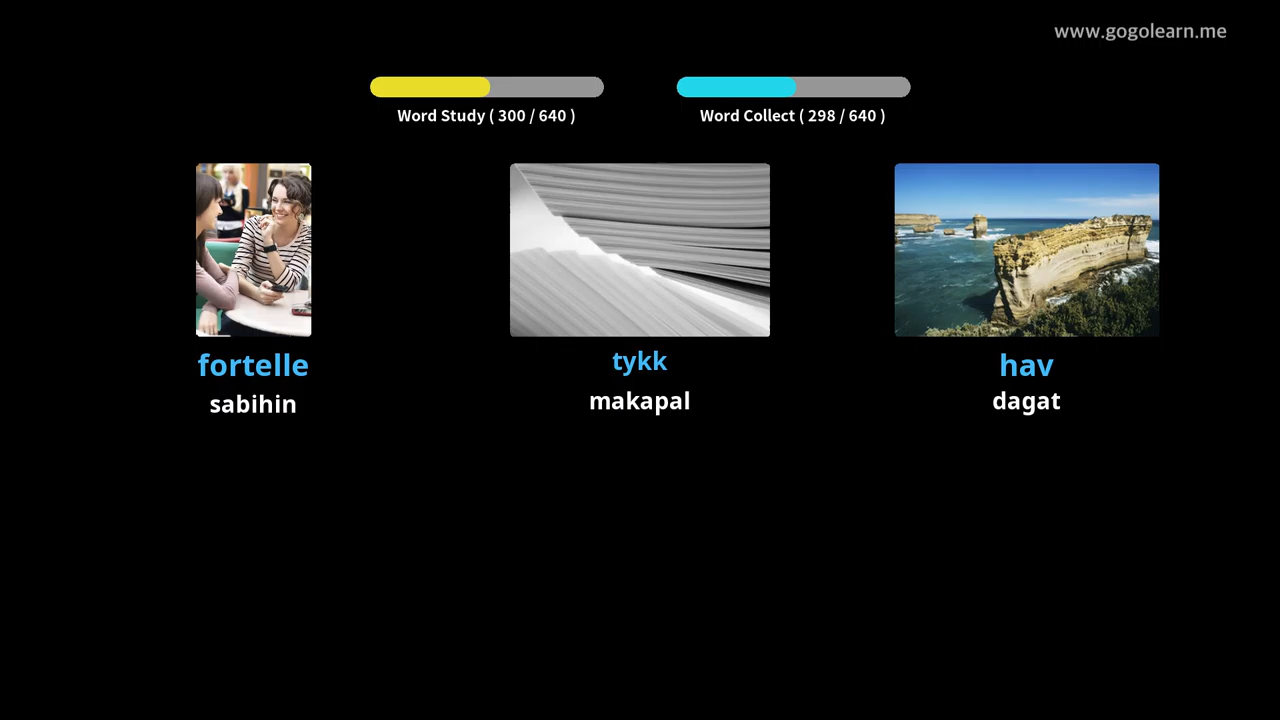 www.gogolearn.me
Word Study ( 300 / 640 )
Word Collect ( 298 / 640 )
fortelle
sabihin
tykk
makapal
hav
dagat